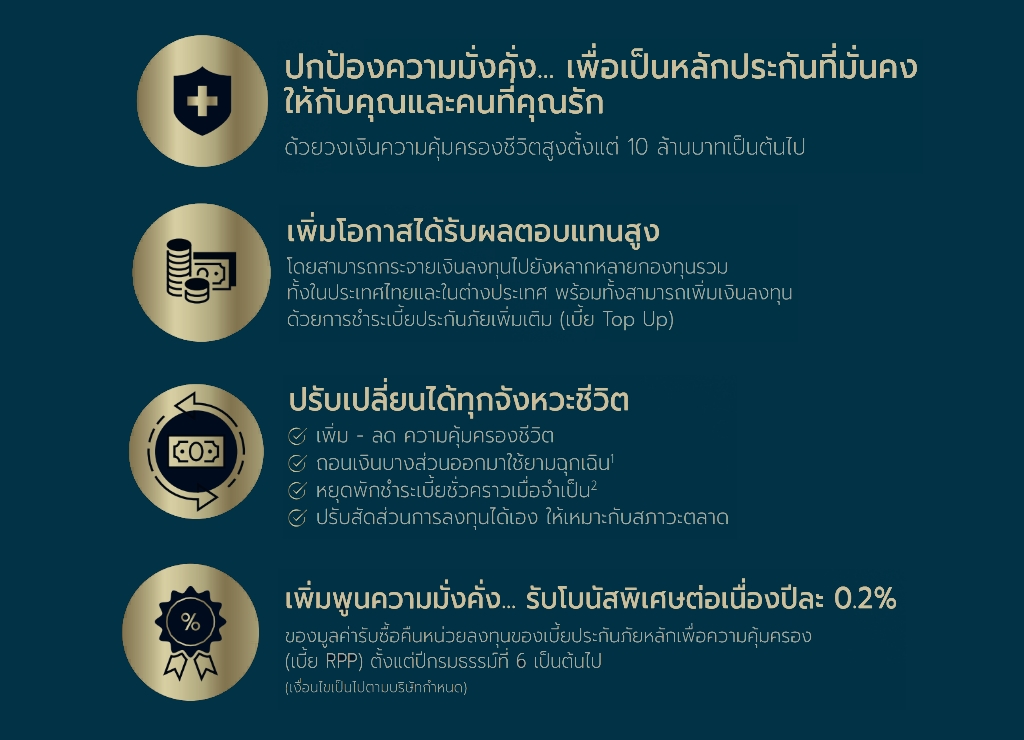 ปกป้องความมั่งคั่ง... เพื่อเป็นหลักประกันที่มั่นคง
ให้กับคุณและคนที่คุณรัก
ด้วยวงเงินความคุ้มครองชีวิตสูงตั้งแต่ 10 ล้านบาทเป็นต้นไป
เพิ่มโอกาสได้รับผลตอบแทนสูง
โดยสามารถกระจายเงินลงทุนไปยังหลากหลายกองทุนรวม
ทั้งในประเทศไทยและในต่างประเทศ พร้อมทั้งสามารถเพิ่มเงินลงทุน
ด้วยการชำระเบี้ยประกันภัยเพิ่มเติม (เบี้ย Top Up)
ปรับเปลี่ยนได้ทุกจังหวะชีวิต
เพิ่ม - ลด ความคุ้มครองชีวิต
ถอนเงินบางส่วนออกมาใช้ยามฉุกเฉิน¹
หยุดพักชำระเบี้ยชั่วคราวเมื่อจำเป็น²
ปรับสัดส่วนการลงทุนได้เอง ให้เหมาะกับสภาวะตลาด
%
เพิ่มพูนความมั่งคั่ง... รับโบนัสพิเศษต่อเนื่องปีละ 0.2%
ของมูลค่ารับซื้อคืนหน่วยลงทุนของเบี้ยประกันภัยหลักเพื่อความคุ้มครอง
(เบี้ย RPP) ตั้งแต่ปีกรมธรรม์ที่ 6 เป็นต้นไป
(เงื่อนไขเป็นไปตามบริษัทกำหนด)